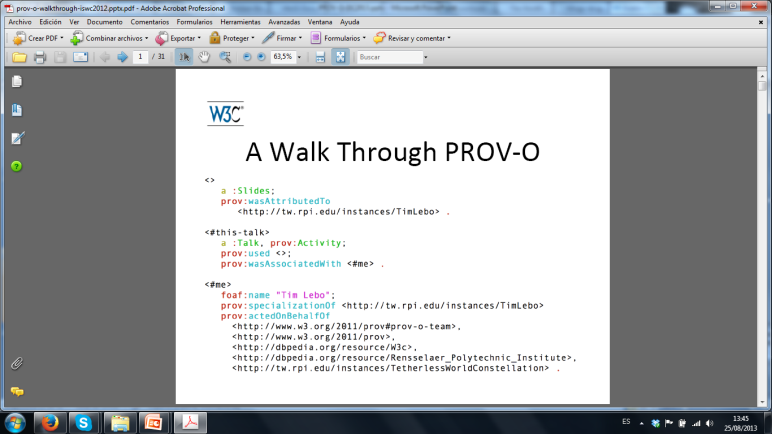 prov-o-walkthrough-iswc2012.pptx.pdf - Adobe Acrobat Professional
Archivo Edición Ver Documento Comentarios Formularios Herramientas Avanzadas Ventana Ayuda
Crear PDF Combinar archivos Exportar Proteger Firmar Formularios Revisar y comentar
1 / 31 63,5% Buscar
W3C®
A Walk Through PROV-O
<>
a :Slides;
prov:wasAttributedTo
<http://tw.rpi.edu/instances/TimLebo> .
<#this-talk>
a :Talk, prov:Activity;
prov:used <>;
prov:wasAssociatedWith <#me> .
<#me>
foaf:name "Tim Lebo";
prov:specializationOf <http://tw.rpi.edu/instances/TimLebo>
prov:actedOnBehalfOf
<http://www.w3.org/2011/prov#prov-o-team>,
<http://www.w3.org/2011/prov>,
<http://dbpedia.org/resource/W3c>,
<http://dbpedia.org/resource/Rensselaer_Polytechnic_Institute>,
<http://tw.rpi.edu/instances/TetherlessWorldConstellation> .
ES
13:45
25/08/2013